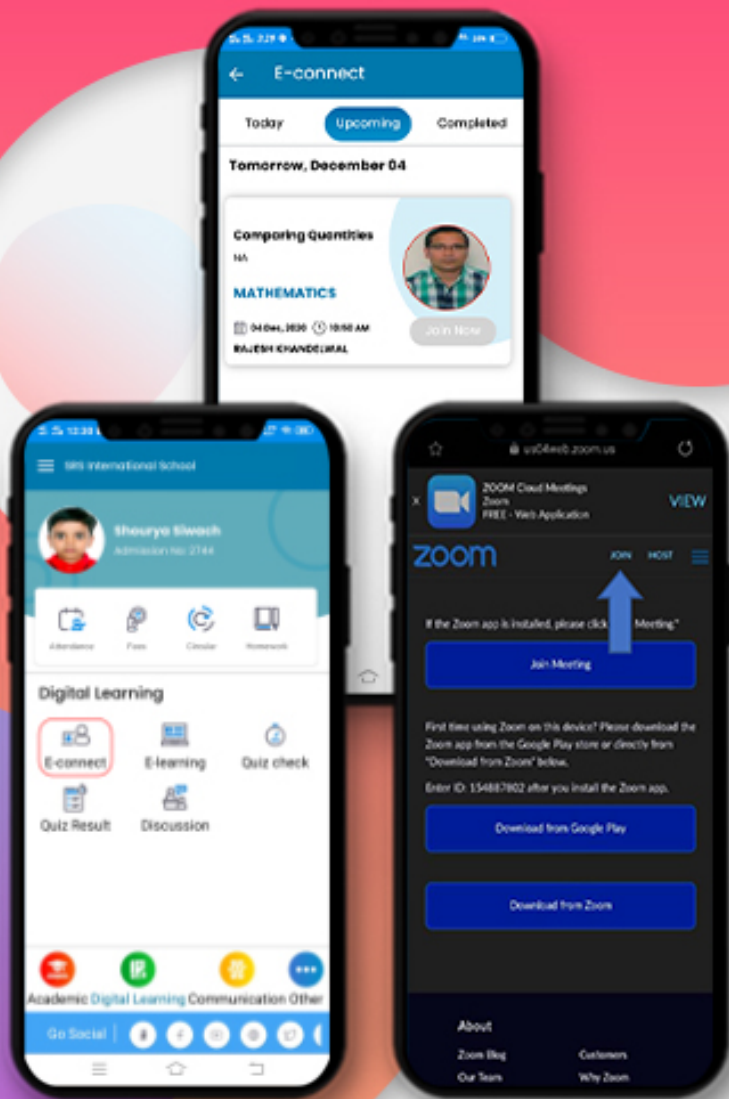 E-connect
Today Upcoming Completed
Tomorrow, December 04
Comparing Quantities
NA
MATHEMATICS
04 Dec, 2020 10:50 AM
Join Now
RAJESH KHANDELWAL
SRS International School
Shourya Siwach
Admission No: 2744
Attendance Fees Circular Homework
Digital Learning
E-connect E-learning Quiz check
Quiz Result Discussion
Academic Digital Learning Communication Other
Go Social
us04web.zoom.us
ZOOM Cloud Meetings
Zoom
FREE - Web Application
VIEW
zoom JOIN HOST
If the Zoom app is installed, please click Meeting."
Join Meeting
First time using Zoom on this device? Please download the
Zoom app from the Google Play store or directly from
"Download from Zoom" below.
Enter ID: 154887802 after you install the Zoom app.
Download from Google Play
Download from Zoom
About
Zoom Blog Customers
Our Team Why Zoom